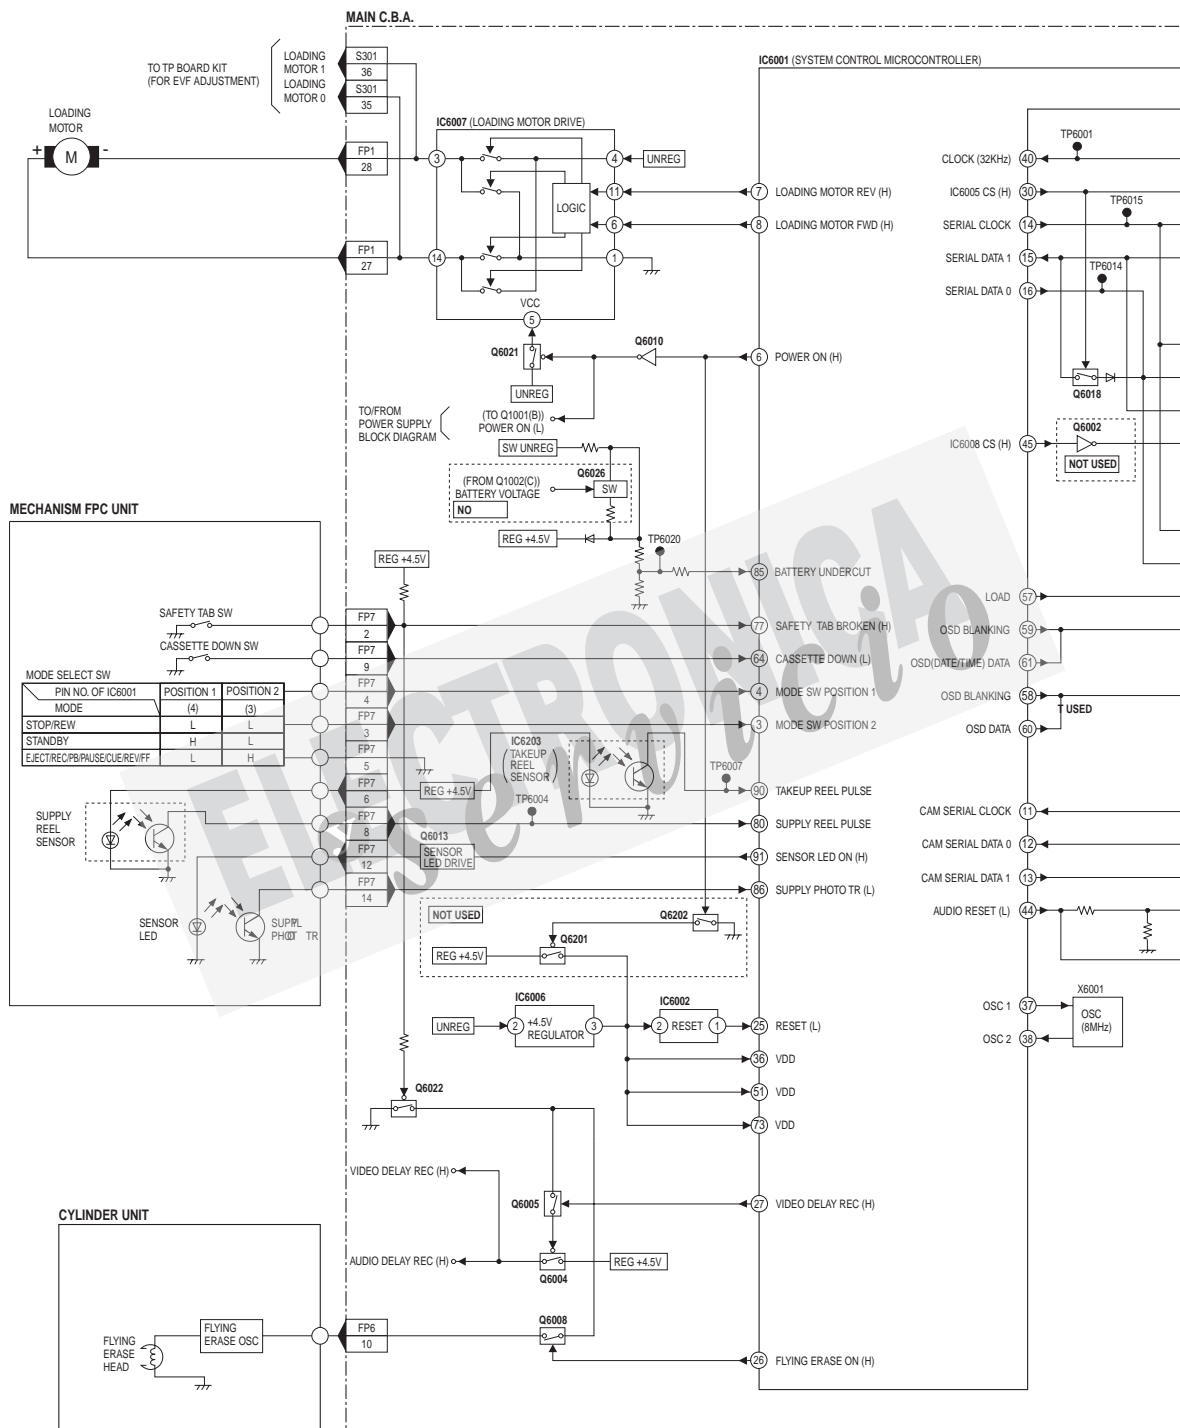 MAIN C.B.A.
TO TP BOARD KIT
(FOR EVF ADJUSTMENT)
LOADING
MOTOR 1
LOADING
MOTOR 0
S301
36
S301
35
LOADING
MOTOR
+
M
-
FP1
28
FP1
27
IC6007 (LOADING MOTOR DRIVE)
3
4
UNREG
11
LOGIC
6
14
1
VCC
5
Q6021
Q6010
UNREG
IC6001 (SYSTEM CONTROL MICROCONTROLLER)
7 LOADING MOTOR REV (H)
8 LOADING MOTOR FWD (H)
6 POWER ON (H)
CLOCK (32KHz) 40
TP6001
IC6005 CS (H) 30
TP6015
SERIAL CLOCK 14
SERIAL DATA 1 15
TP6014
SERIAL DATA 0 16
Q6018
Q6002
IC6008 CS (H) 45
NOT USED
TO/FROM
POWER SUPPLY
BLOCK DIAGRAM
(TO Q1001(B))
POWER ON (L)
SW UNREG
Q6026
(FROM Q1002(C))
BATTERY VOLTAGE
SW
NO
REG +4.5V
TP6020
85 BATTERY UNDERCUT
MECHANISM FPC UNIT
REG +4.5V
SAFETY TAB SW
FP7
2
77 SAFETY TAB BROKEN (H)
CASSETTE DOWN SW
FP7
9
64 CASSETTE DOWN (L)
MODE SELECT SW
PIN NO. OF IC6001
MODE
POSITION 1
(4)
POSITION 2
(3)
STOP/REW L L
STANDBY H L
EJECT/REC/PB/PAUSE/CUE/REV/FF L H
FP7
4
4 MODE SW POSITION 1
FP7
3
3 MODE SW POSITION 2
FP7
5
IC6203
(TAKEUP
REEL
SENSOR)
TP6007
FP7
6
REG +4.5V
90 TAKEUP REEL PULSE
TP6004
SUPPLY
REEL
SENSOR
FP7
8
80 SUPPLY REEL PULSE
Q6013
SENSOR
LED DRIVE
FP7
12
91 SENSOR LED ON (H)
FP7
14
86 SUPPLY PHOTO TR (L)
SENSOR
LED
SUPPL
TR
LOAD 57
OSD BLANKING 59
OSD(DATE/TIME) DATA 61
OSD BLANKING 58
T USED
OSD DATA 60
CAM SERIAL CLOCK 11
CAM SERIAL DATA 0 12
CAM SERIAL DATA 1 13
AUDIO RESET (L) 44
NOT USED
Q6202
Q6201
REG +4.5V
IC6006
UNREG
2
+4.5V
REGULATOR
3
IC6002
2 RESET 1
25 RESET (L)
36 VDD
51 VDD
73 VDD
OSC 1 37
OSC 2 38
X6001
OSC
(8MHz)
Q6022
VIDEO DELAY REC (H)
Q6005
27 VIDEO DELAY REC (H)
AUDIO DELAY REC (H)
Q6004
REG +4.5V
CYLINDER UNIT
FLYING
ERASE
HEAD
FLYING
ERASE OSC
FP6
10
Q6008
26 FLYING ERASE ON (H)
ELECTRONICA
servicio